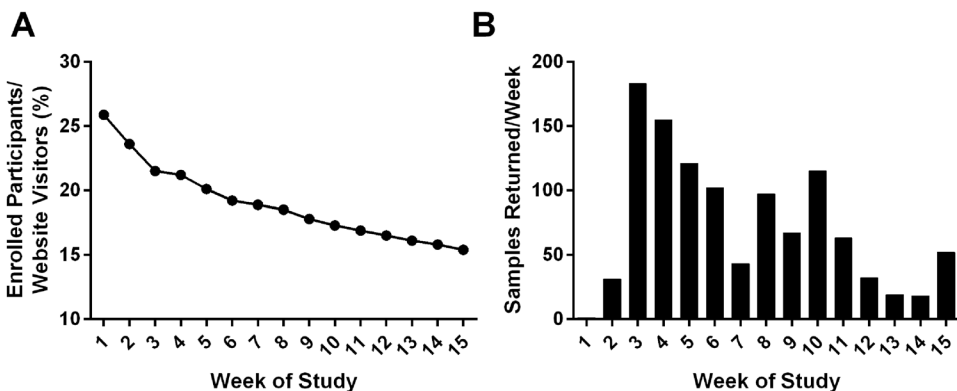 A
Enrolled Participants/
Website Visitors (%)
30
25
20
15
10
1 2 3 4 5 6 7 8 9 10 11 12 13 14 15
Week of Study
B
Samples Returned/Week
200
150
100
50
0
1 2 3 4 5 6 7 8 9 10 11 12 13 14 15
Week of Study